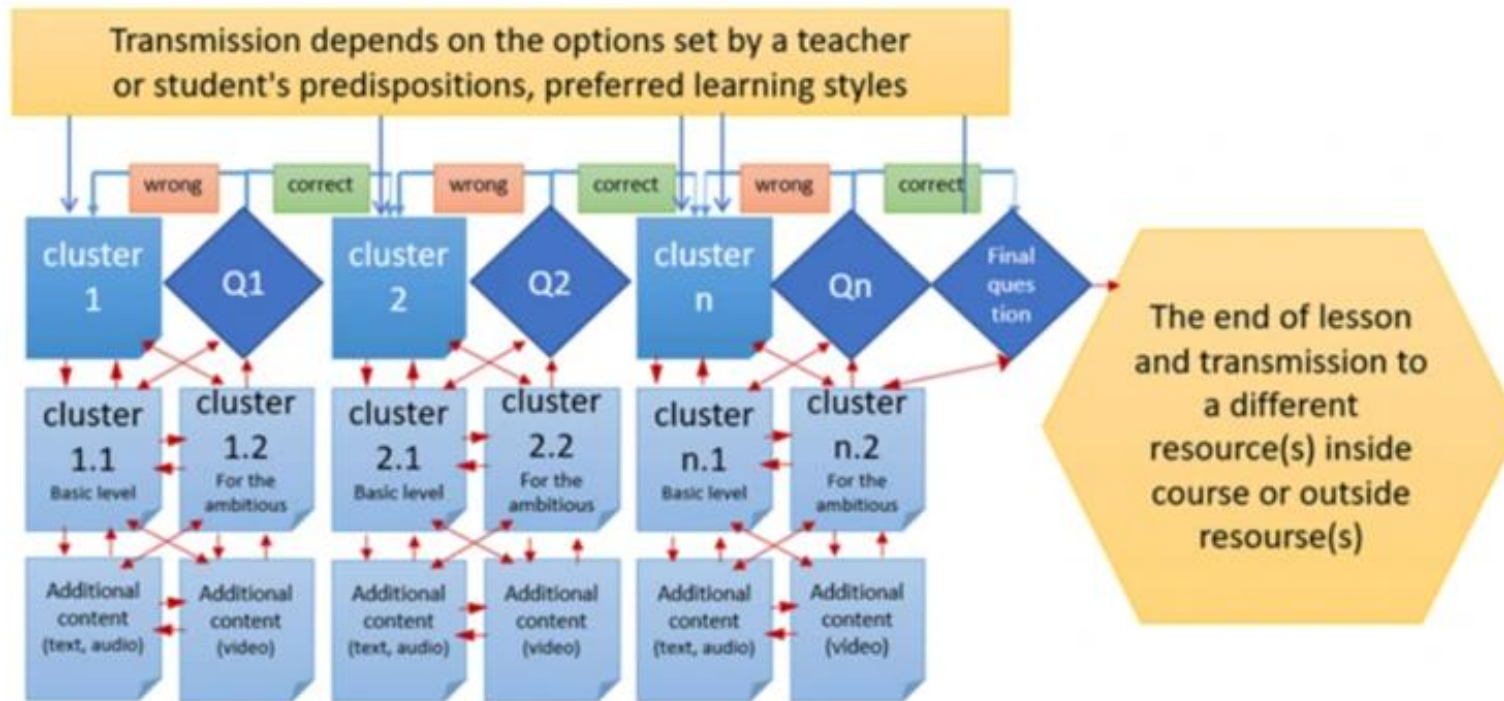 Transmission depends on the options set by a teacher
or student's predispositions, preferred learning styles
wrong
correct
wrong
correct
wrong
correct
cluster
1
Q1
cluster
2
Q2
cluster
n
Qn
Final
ques
tion
The end of lesson
and transmission to
a different
resource(s) inside
course or outside
resourse(s)
cluster
1.1
Basic level
cluster
1.2
For the
ambitious
cluster
2.1
Basic level
cluster
2.2
For the
ambitious
cluster
n.1
Basic level
cluster
n.2
For the
ambitious
Additional
content
(text, audio)
Additional
content
(video)
Additional
content
(text, audio)
Additional
content
(video)
Additional
content
(text, audio)
Additional
content
(video)